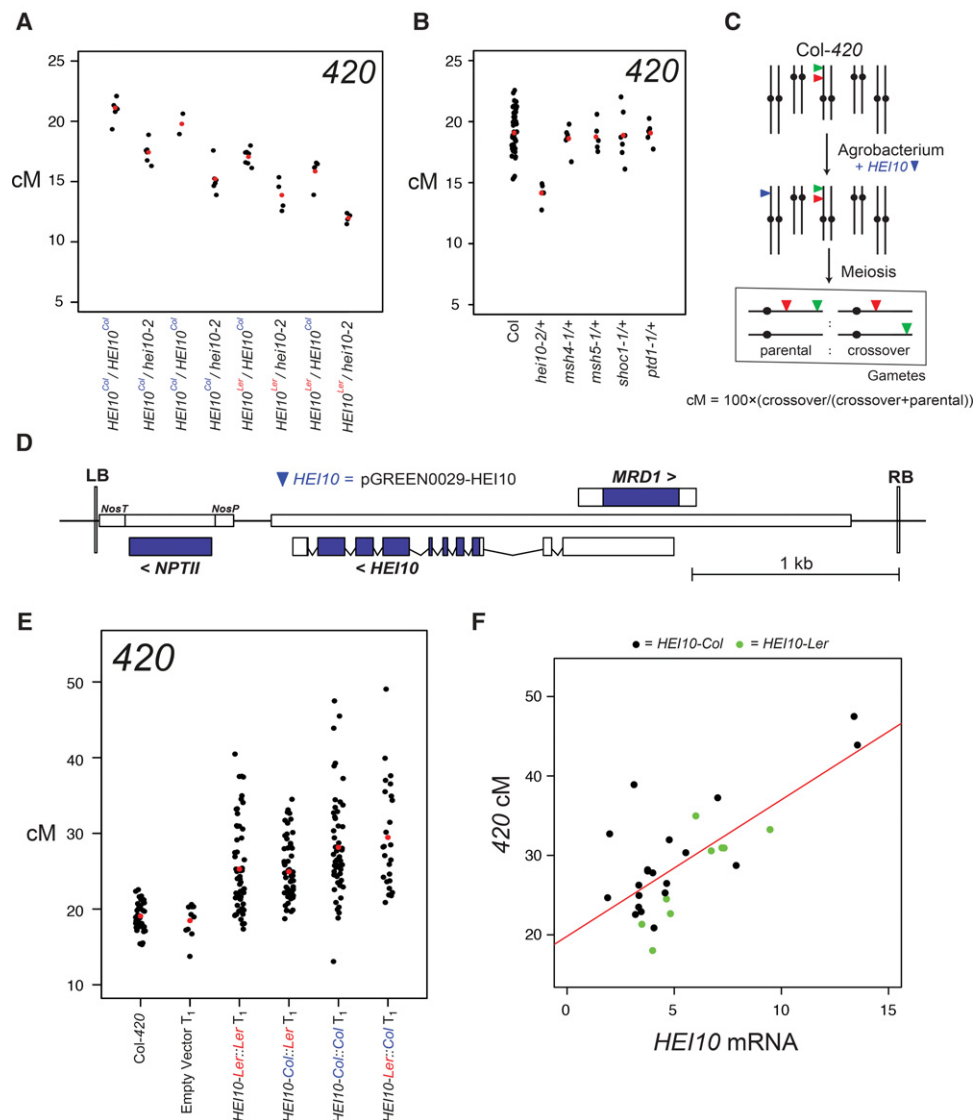 A
420
25
20
15
10
5
cM
HEI10Col / HEI10Col
HEI10Col / hei10-2
HEI10Col / HEI10Col
HEI10Col / hei10-2
HEI10Ler / HEI10Col
HEI10Ler / hei10-2
HEI10Ler / HEI10Col
HEI10Ler / hei10-2
B
420
25
20
15
10
5
cM
Col
hei10-2/+
msh4-1/+
msh5-1/+
shoc1-1/+
ptd1-1/+
C
Col-420
Agrobacterium
+ HEI10
Meiosis
parental : crossover
Gametes
cM = 100×(crossover/(crossover+parental))
D
LB
HEI10 = pGREEN0029-HEI10
MRD1 >
RB
NosT
NosP
< NPTII
< HEI10
1 kb
E
420
50
40
30
20
10
cM
Col-420
Empty Vector T1
HEI10-Ler::Ler T1
HEI10-Col::Ler T1
HEI10-Col::Col T1
HEI10-Ler::Col T1
F
= HEI10-Col = HEI10-Ler
50
40
30
20
420 cM
0 5 10 15
HEI10 mRNA